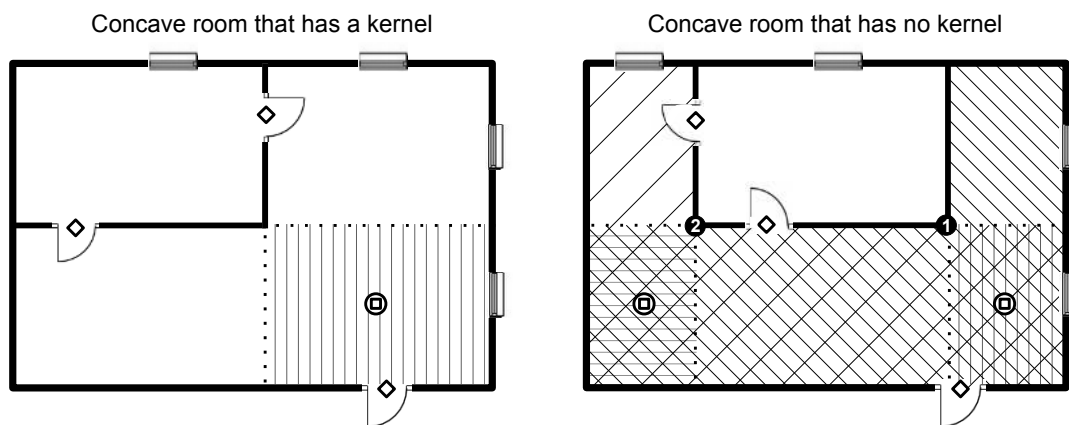 Concave room that has a kernel
Concave room that has no kernel
2
1